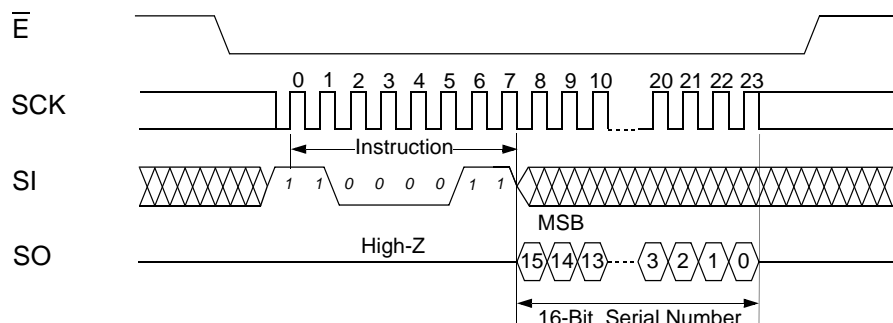 E
SCK
0 1 2 3 4 5 6 7 8 9 10 20 21 22 23
Instruction
SI
1 1 0 0 0 0 1 1
MSB
SO
High-Z
15 14 13 3 2 1 0
16-Bit Serial Number